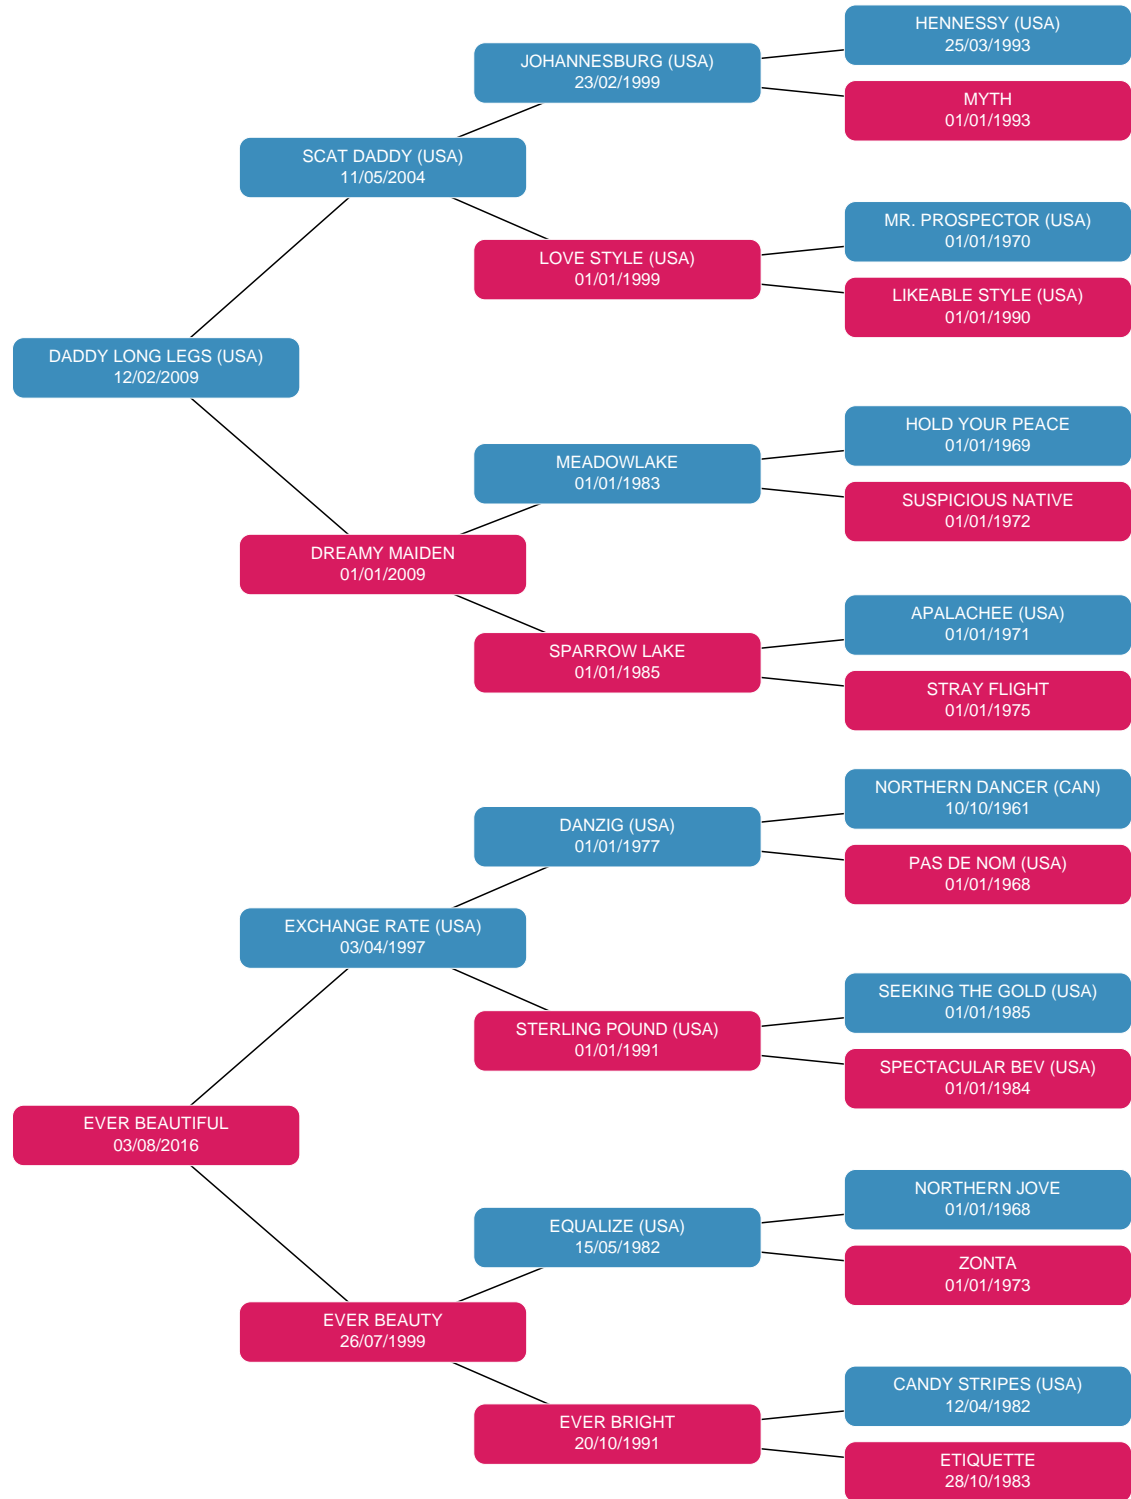 HENNESSY (USA)
25/03/1993
JOHANNESBURG (USA)
23/02/1999
MYTH
01/01/1993
SCAT DADDY (USA)
11/05/2004
MR. PROSPECTOR (USA)
01/01/1970
LOVE STYLE (USA)
01/01/1999
LIKEABLE STYLE (USA)
01/01/1990
DADDY LONG LEGS (USA)
12/02/2009
HOLD YOUR PEACE
01/01/1969
MEADOWLAKE
01/01/1983
SUSPICIOUS NATIVE
01/01/1972
DREAMY MAIDEN
01/01/2009
APALACHEE (USA)
01/01/1971
SPARROW LAKE
01/01/1985
STRAY FLIGHT
01/01/1975
NORTHERN DANCER (CAN)
10/10/1961
DANZIG (USA)
01/01/1977
PAS DE NOM (USA)
01/01/1968
EXCHANGE RATE (USA)
03/04/1997
SEEKING THE GOLD (USA)
01/01/1985
STERLING POUND (USA)
01/01/1991
SPECTACULAR BEV (USA)
01/01/1984
EVER BEAUTIFUL
03/08/2016
NORTHERN JOVE
01/01/1968
EQUALIZE (USA)
15/05/1982
ZONTA
01/01/1973
EVER BEAUTY
26/07/1999
CANDY STRIPES (USA)
12/04/1982
EVER BRIGHT
20/10/1991
ETIQUETTE
28/10/1983